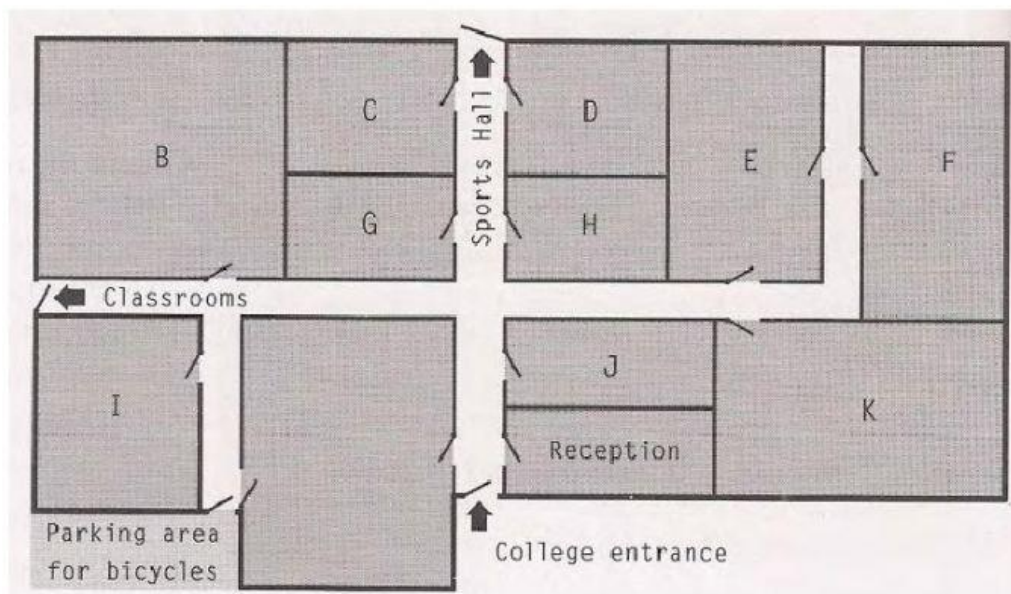 B
C
Sports Hall
D
E
F
G
H
Classrooms
I
J
K
Reception
Parking area
for bicycles
College entrance